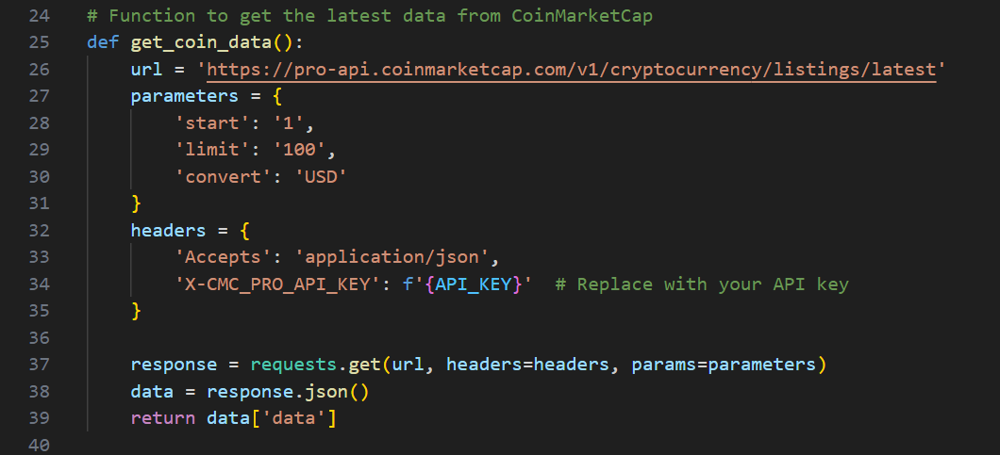 24 # Function to get the latest data from CoinMarketCap
25 def get_coin_data():
26     url = 'https://pro-api.coinmarketcap.com/v1/cryptocurrency/listings/latest'
27     parameters = {
28         'start': '1',
29         'limit': '100',
30         'convert': 'USD'
31     }
32     headers = {
33         'Accepts': 'application/json',
34         'X-CMC_PRO_API_KEY': f'{API_KEY}'  # Replace with your API key
35     }
36
37     response = requests.get(url, headers=headers, params=parameters)
38     data = response.json()
39     return data['data']
40